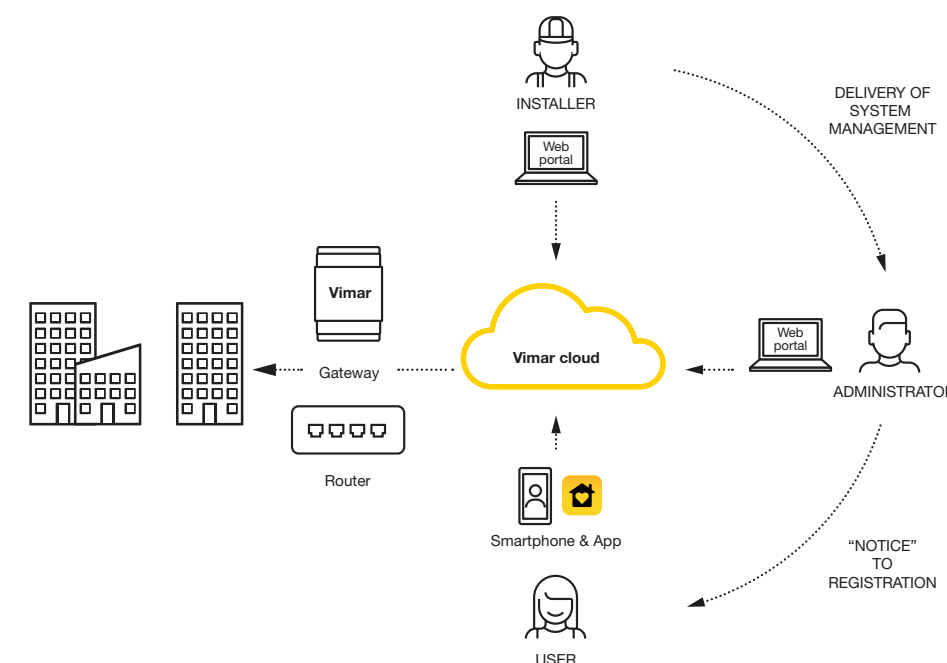 INSTALLER
Web
portal
DELIVERY OF
SYSTEM
MANAGEMENT
Vimar
Gateway
Router
Vimar cloud
Web
portal
ADMINISTRATOR
Smartphone & App
USER
“NOTICE”
TO
REGISTRATION